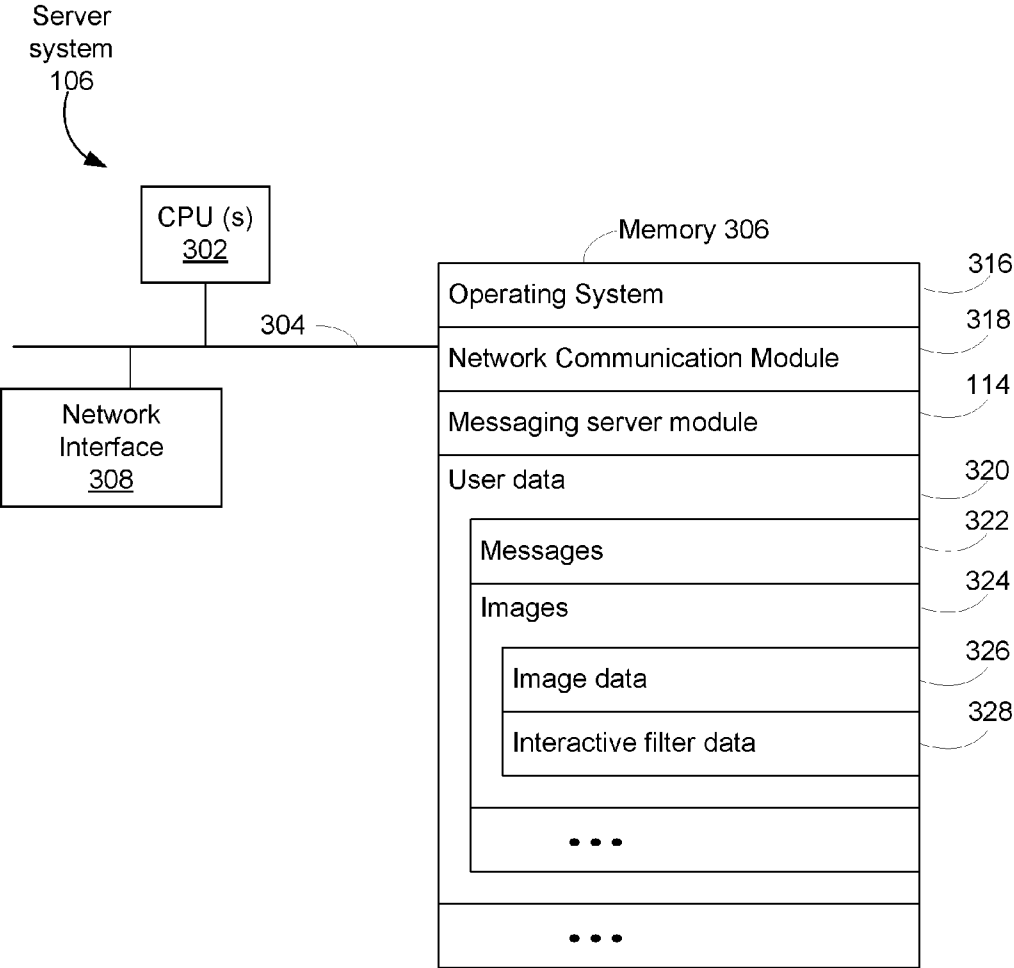 Server
system
106
CPU (s)
302
Memory 306
316
Operating System
318
304
Network Communication Module
114
Network
Interface
308
Messaging server module
320
User data
322
Messages
324
Images
326
Image data
328
Interactive filter data
• • •
• • •